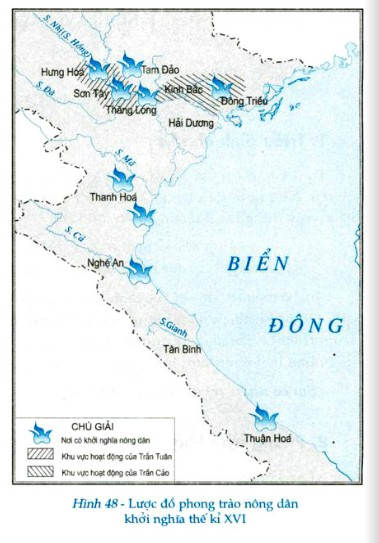 S. Nhị (S. Hồng)
Hưng Hoá
Tam Đảo
S. Đà
Sơn Tây
Kinh Bắc
Thăng Long
Đông Triều
Hải Dương
S. Mã
Thanh Hoá
S. Cả
Nghệ An
BIỂN
ĐÔNG
S. Gianh
Tân Bình
Thuận Hoá
CHÚ GIẢI
Nơi có khởi nghĩa nông dân
Khu vực hoạt động của Trần Tuân
Khu vực hoạt động của Trần Cảo
Hình 48 - Lược đồ phong trào nông dân
khởi nghĩa thế kỉ XVI